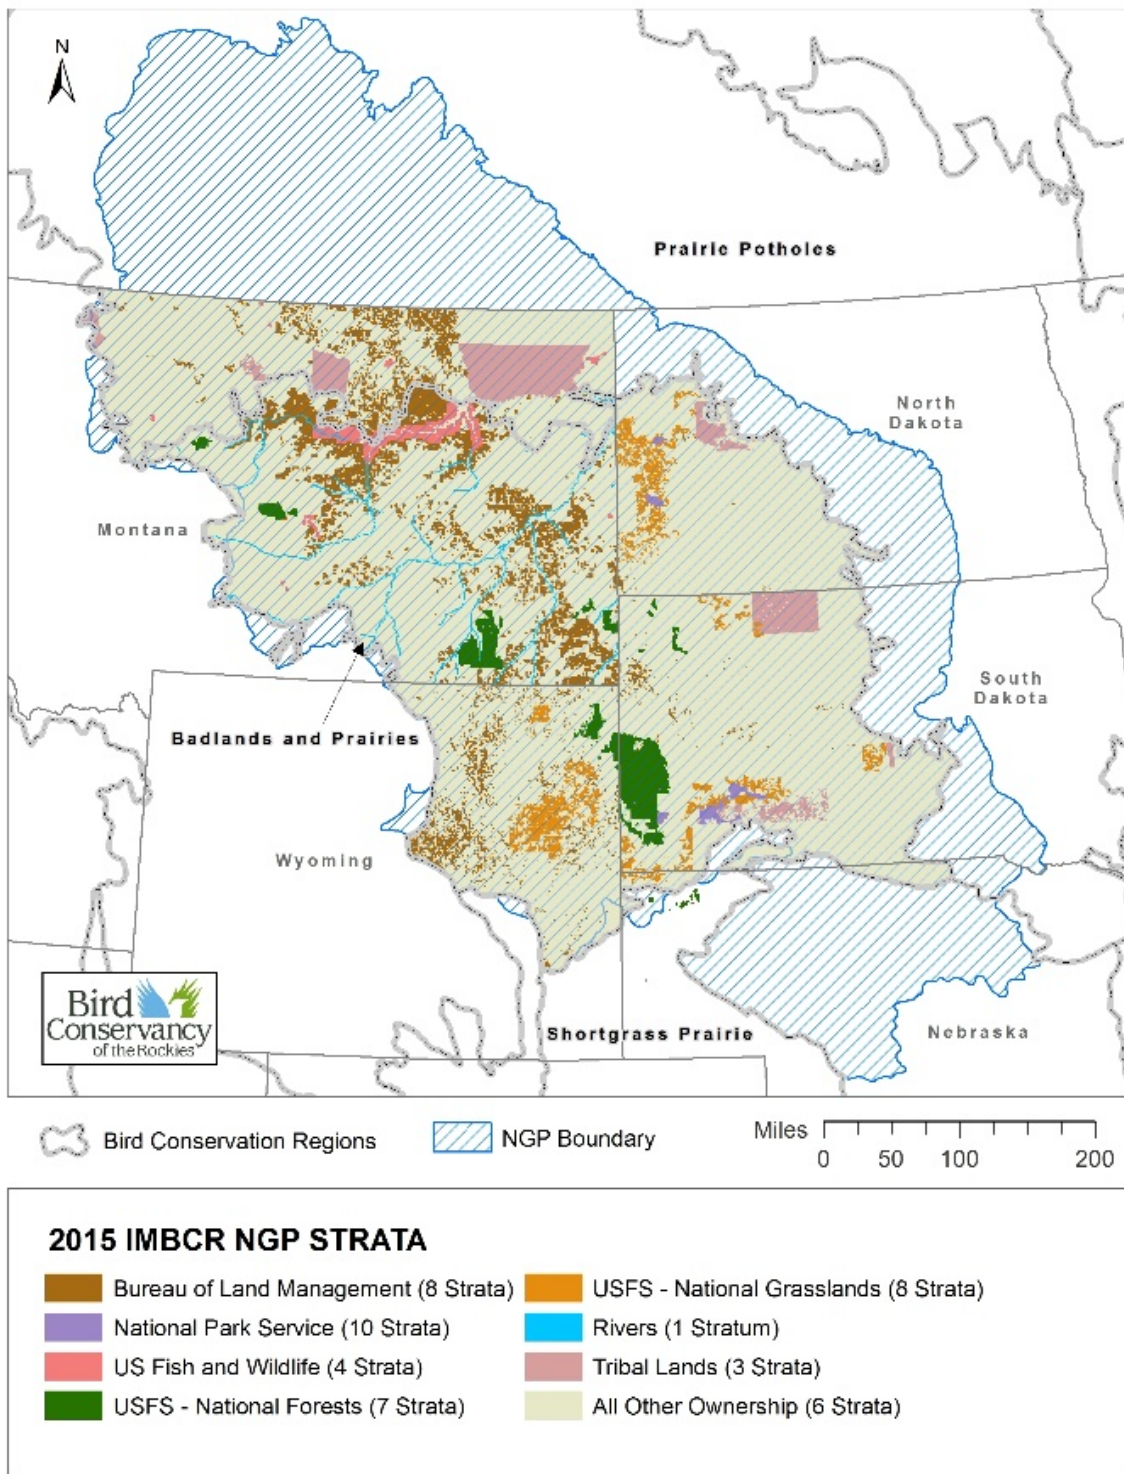 N
Prairie Potholes
North
Dakota
Montana
South
Dakota
Badlands and Prairies
Wyoming
Bird
Conservancy
of the Rockies
Shortgrass Prairie
Nebraska
Bird Conservation Regions
NGP Boundary
Miles
0 50 100 200
2015 IMBCR NGP STRATA
Bureau of Land Management (8 Strata)
USFS - National Grasslands (8 Strata)
National Park Service (10 Strata)
Rivers (1 Stratum)
US Fish and Wildlife (4 Strata)
Tribal Lands (3 Strata)
USFS - National Forests (7 Strata)
All Other Ownership (6 Strata)